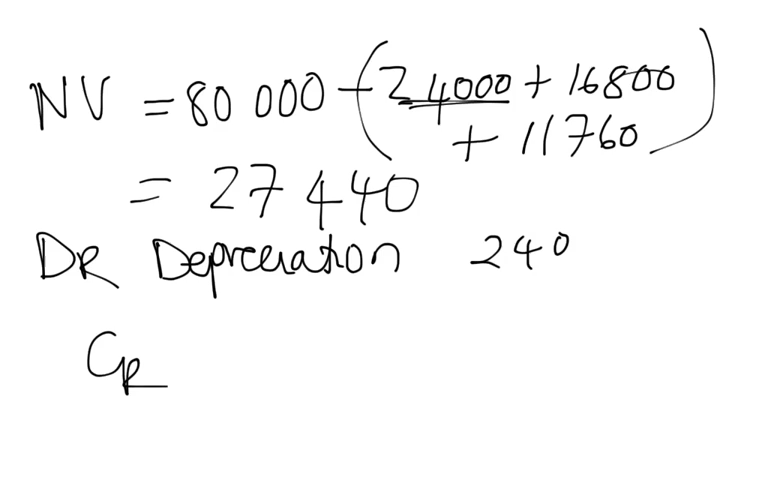 NV = 80 000 - (24000 + 16800
+ 11760)
= 27 440
DR Depreciation 240
CR